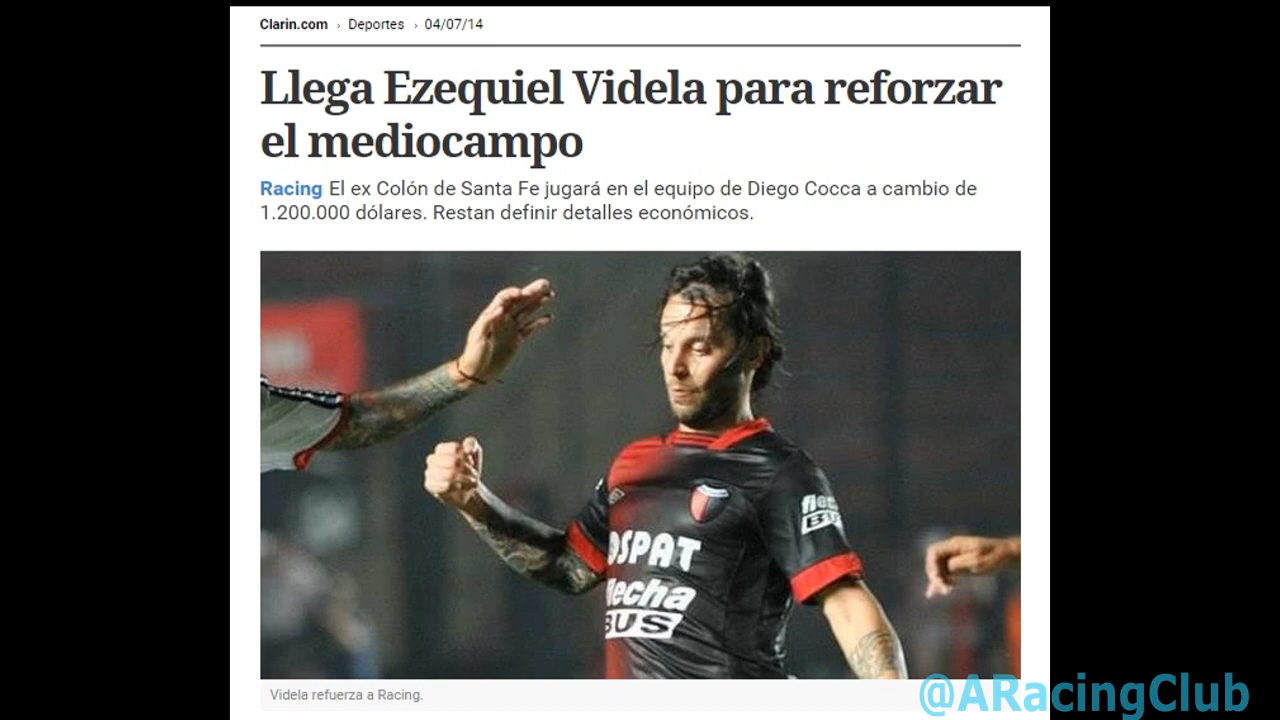 Clarin.com › Deportes › 04/07/14
Llega Ezequiel Videla para reforzar
el mediocampo
Racing El ex Colón de Santa Fe jugará en el equipo de Diego Cocca a cambio de
1.200.000 dólares. Restan definir detalles económicos.
flecha
BUS
Videla refuerza a Racing.
@ARacingClub